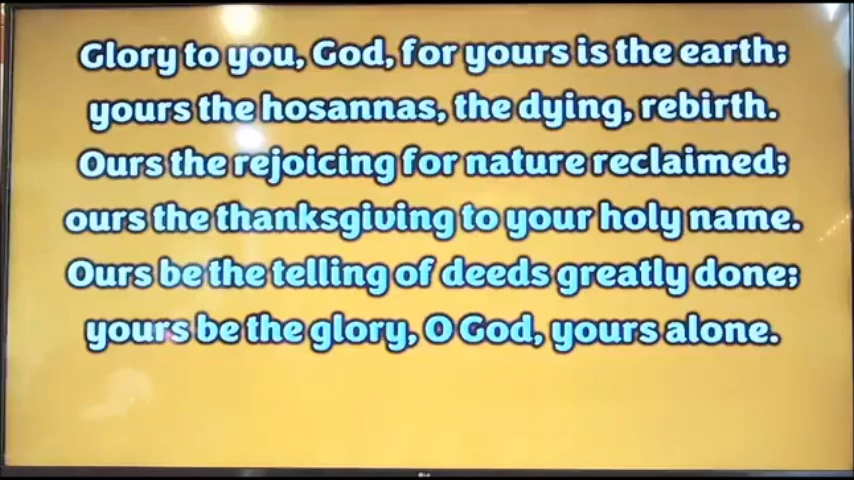 Glory to you, God, for yours is the earth;
yours the hosannas, the dying, rebirth.
Ours the rejoicing for nature reclaimed;
ours the thanksgiving to your holy name.
Ours be the telling of deeds greatly done;
yours be the glory, O God, yours alone.
LG